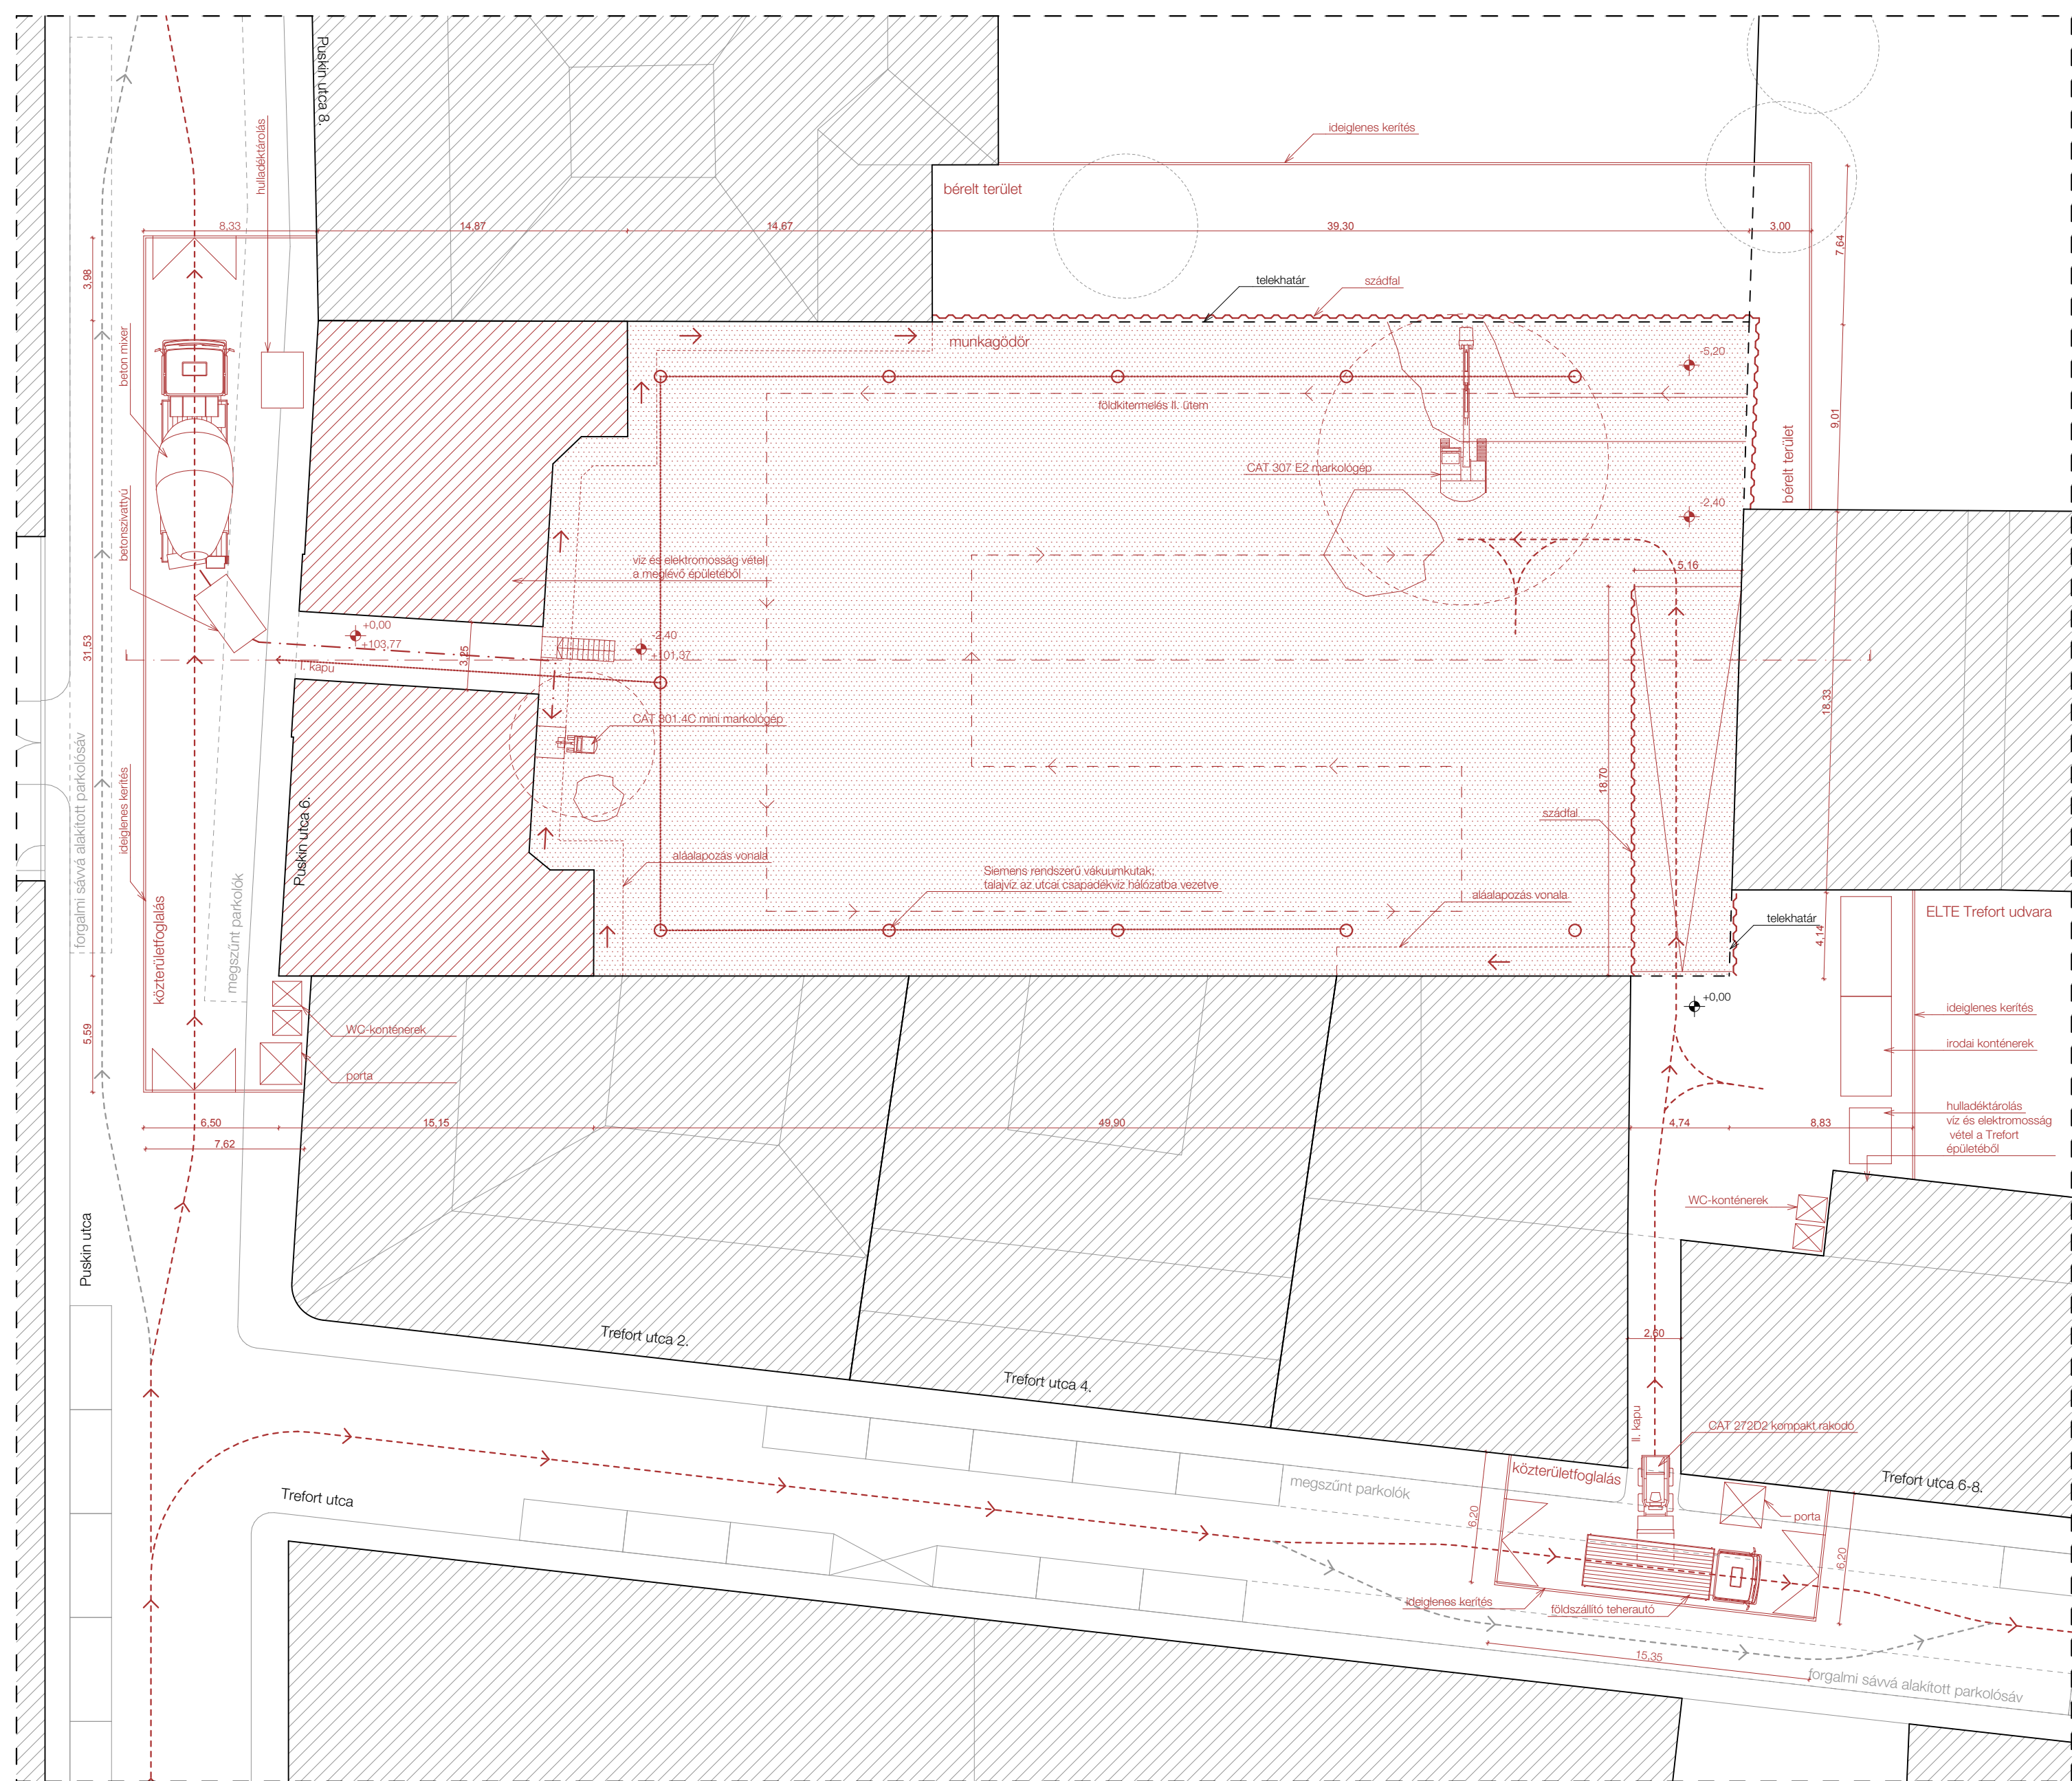 Puskin utca 8.
hulladéktárolás
ideiglenes kerítés
bérelt terület
8,33
14,87
14,67
39,30
3,00
7,64
3,98
telekhatár
szádfal
munkagödör
-5,20
beton mixer
földkitermelés II. ütem
9,01
bérelt terület
CAT 307 E2 markológép
-2,40
betonszivattyú
víz és elektromosság vétel
a meglévő épületéből
5,16
+0,00
+103,77
-2,40
+101,37
3,25
I. kapu
31,53
18,33
CAT 301.4C mini markológép
forgalmi sávvá alakított parkolósáv
ideiglenes kerítés
Puskin utca 6.
18,70
szádfal
aláalapozás vonala
Siemens rendszerű vákuumkutak;
talajvíz az utcai csapadékvíz hálózatba vezetve
aláalapozás vonala
megszűnt parkolók
közterületfoglalás
telekhatár
4,14
ELTE Trefort udvara
+0,00
ideiglenes kerítés
WC-konténerek
irodai konténerek
5,59
porta
hulladéktárolás
víz és elektromosság
vétel a Trefort
épületéből
6,50
15,15
49,90
4,74
8,83
7,62
WC-konténerek
Puskin utca
Trefort utca 2.
2,60
Trefort utca 4.
II. kapu
CAT 272D2 kompakt rakodó
közterületfoglalás
Trefort utca 6-8.
megszűnt parkolók
Trefort utca
6,20
porta
6,20
ideiglenes kerítés
földszállító teherautó
15,35
forgalmi sávvá alakított parkolósáv